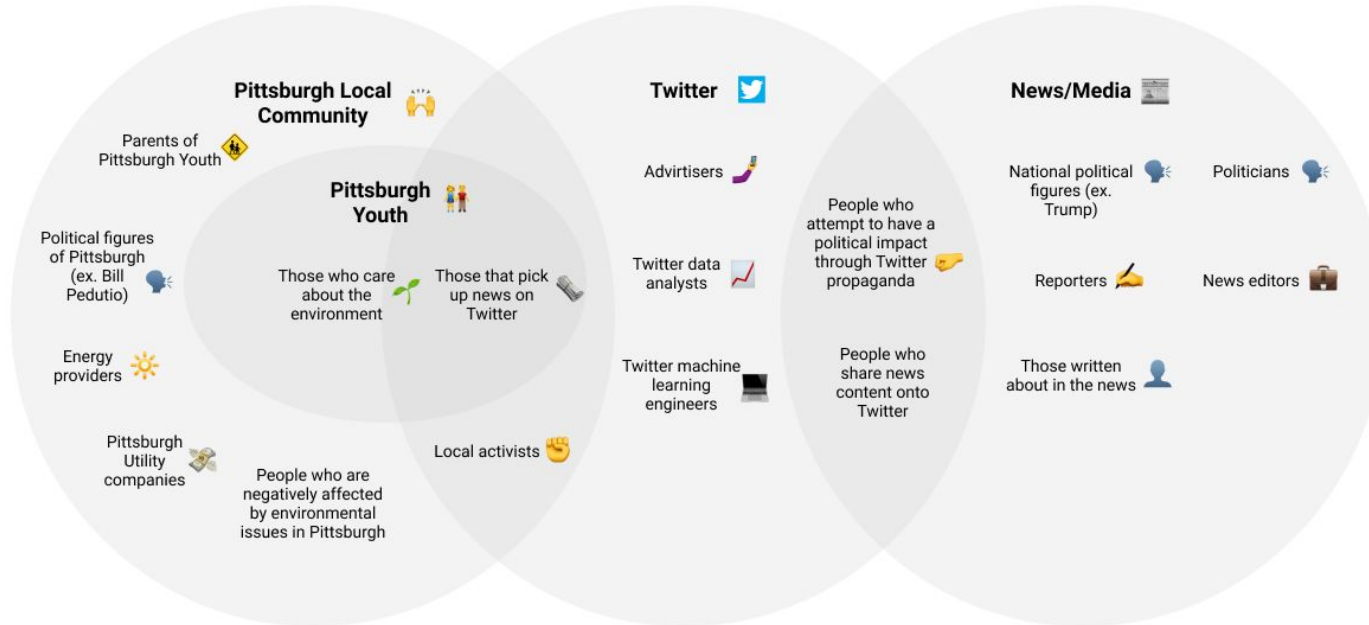 Pittsburgh Local
Community
Parents of
Pittsburgh Youth
Pittsburgh
Youth
Political figures
of Pittsburgh
(ex. Bill
Pedutio)
Those who care
about the
environment
Those that pick
up news on
Twitter
Energy
providers
Pittsburgh
Utility
companies
People who are
negatively affected
by environmental
issues in Pittsburgh
Local activists
Twitter
Advirtisers
Twitter data
analysts
Twitter machine
learning
engineers
People who
attempt to have a
political impact
through Twitter
propaganda
People who
share news
content onto
Twitter
News/Media
National political
figures (ex.
Trump)
Politicians
Reporters
News editors
Those written
about in the news